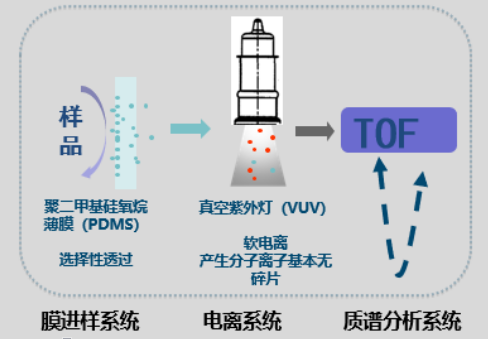 样
品
TOF
聚二甲基硅氧烷
薄膜（PDMS）
选择性透过
真空紫外灯（VUV）
软电离
产生分子离子基本无
碎片
膜进样系统
电离系统
质谱分析系统